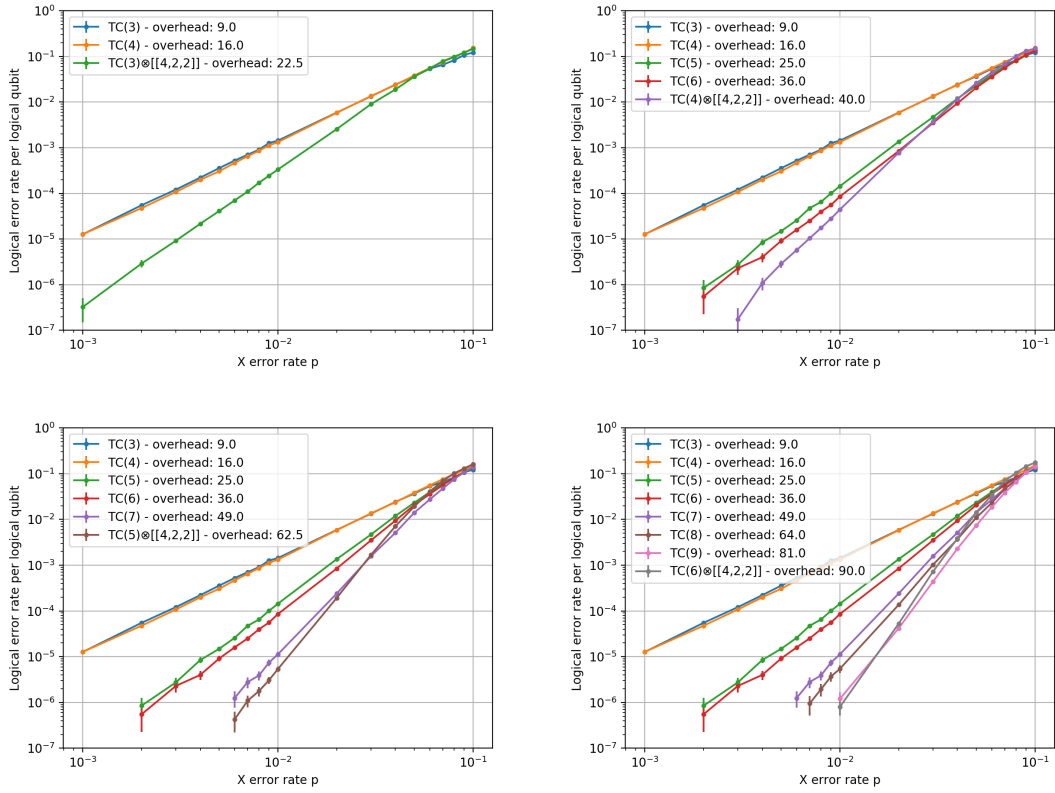 10⁰
10⁻¹
10⁻²
10⁻³
10⁻⁴
10⁻⁵
10⁻⁶
10⁻⁷
Logical error rate per logical qubit
TC(3) - overhead: 9.0
TC(4) - overhead: 16.0
TC(3)⊗[[4,2,2]] - overhead: 22.5
10⁻³
10⁻²
10⁻¹
X error rate p
10⁰
10⁻¹
10⁻²
10⁻³
10⁻⁴
10⁻⁵
10⁻⁶
10⁻⁷
Logical error rate per logical qubit
TC(3) - overhead: 9.0
TC(4) - overhead: 16.0
TC(5) - overhead: 25.0
TC(6) - overhead: 36.0
TC(4)⊗[[4,2,2]] - overhead: 40.0
10⁻³
10⁻²
10⁻¹
X error rate p
10⁰
10⁻¹
10⁻²
10⁻³
10⁻⁴
10⁻⁵
10⁻⁶
10⁻⁷
Logical error rate per logical qubit
TC(3) - overhead: 9.0
TC(4) - overhead: 16.0
TC(5) - overhead: 25.0
TC(6) - overhead: 36.0
TC(7) - overhead: 49.0
TC(5)⊗[[4,2,2]] - overhead: 62.5
10⁻³
10⁻²
10⁻¹
X error rate p
10⁰
10⁻¹
10⁻²
10⁻³
10⁻⁴
10⁻⁵
10⁻⁶
10⁻⁷
Logical error rate per logical qubit
TC(3) - overhead: 9.0
TC(4) - overhead: 16.0
TC(5) - overhead: 25.0
TC(6) - overhead: 36.0
TC(7) - overhead: 49.0
TC(8) - overhead: 64.0
TC(9) - overhead: 81.0
TC(6)⊗[[4,2,2]] - overhead: 90.0
10⁻³
10⁻²
10⁻¹
X error rate p